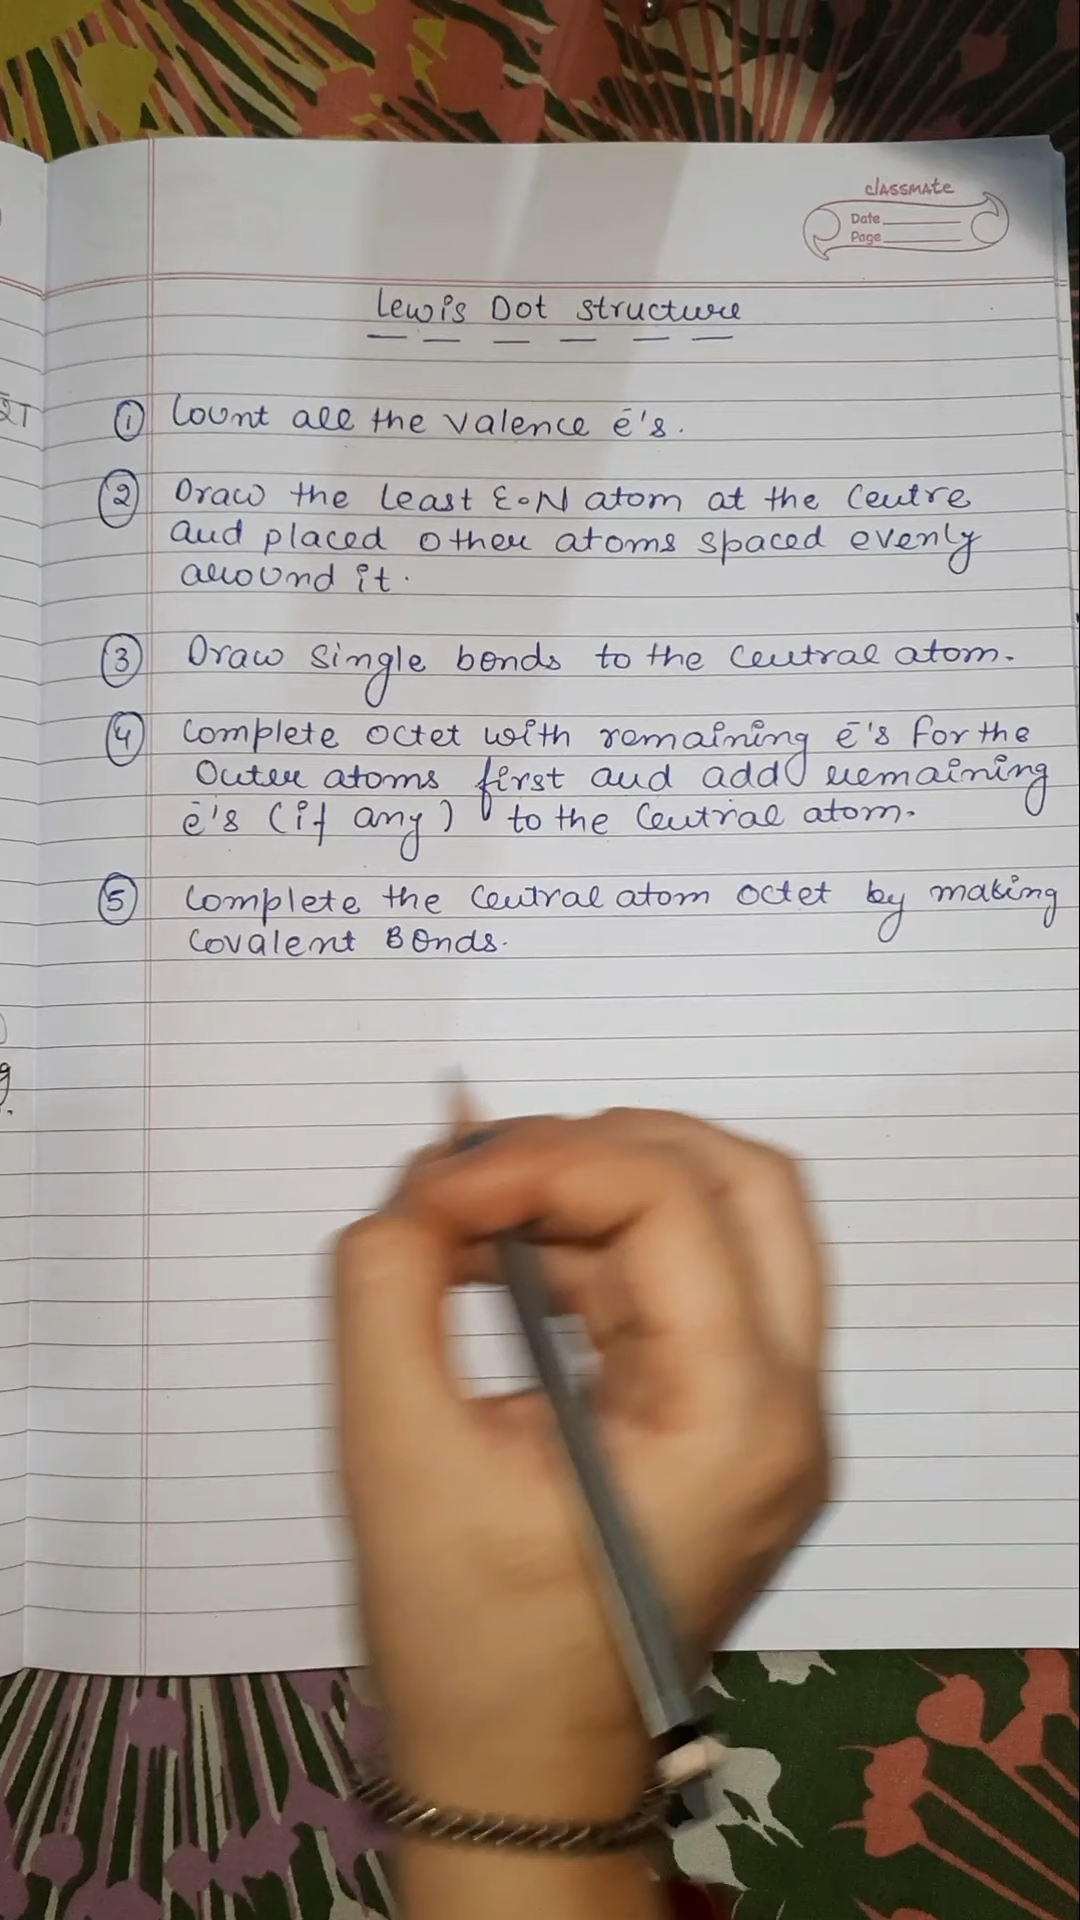 classmate
Date
Page
Lewis Dot structure
① Count all the valence ē's.
② Draw the least E.N atom at the centre
and placed other atoms spaced evenly
around it.
③ Draw single bonds to the central atom.
④ Complete octet with remaining ē's for the
outer atoms first and add remaining
ē's (if any) to the central atom.
⑤ Complete the central atom octet by making
covalent Bonds.